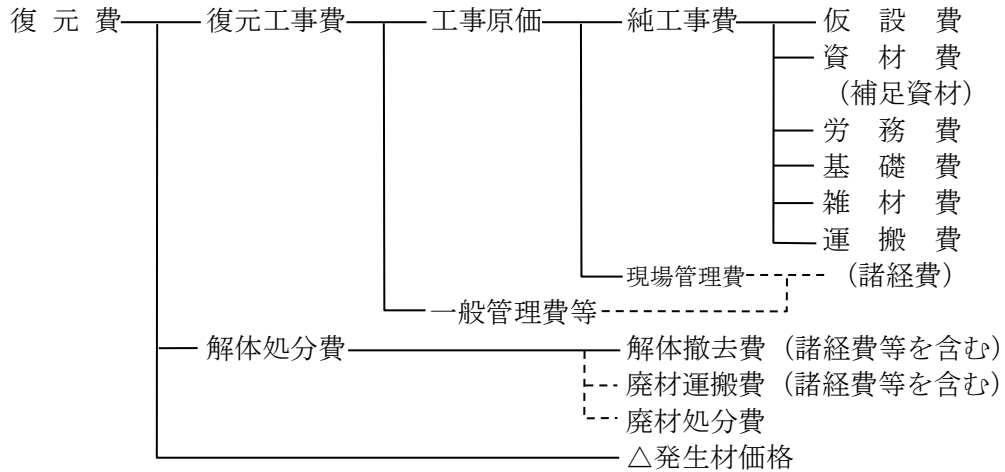 復元費 復元工事費 工事原価 純工事費 仮設費
資材費
（補足資材）
労務費
基礎費
雑材費
運搬費
現場管理費 （諸経費）
一般管理費等
解体処分費 解体撤去費（諸経費等を含む）
廃材運搬費（諸経費等を含む）
廃材処分費
△発生材価格